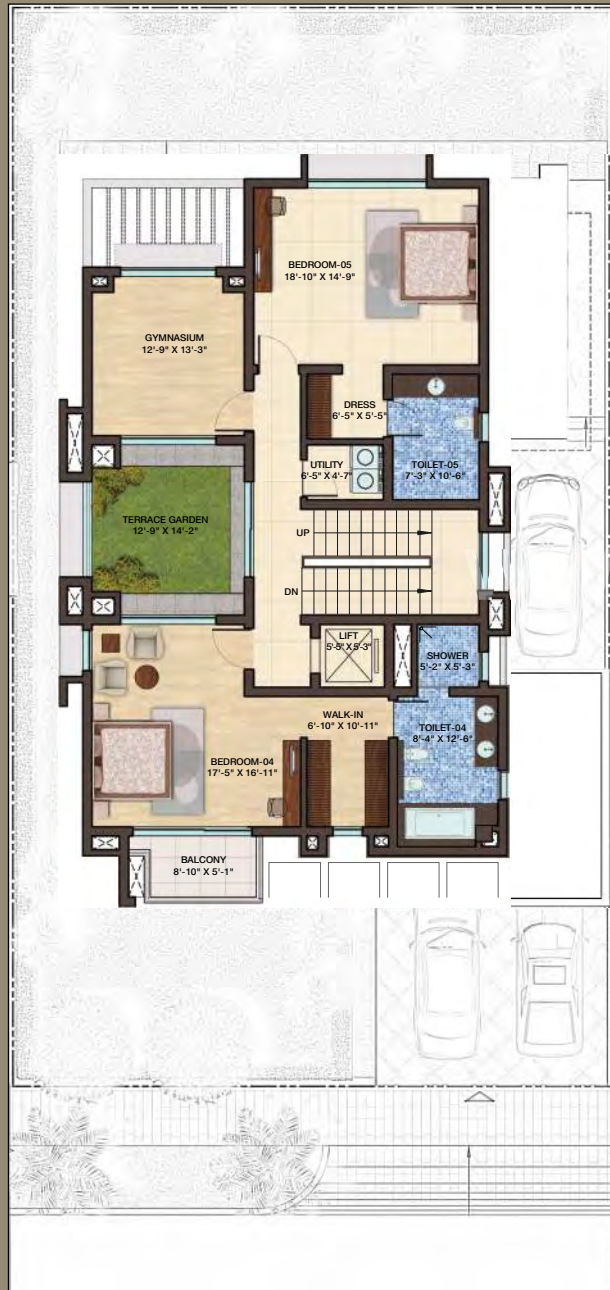 BEDROOM-05
18'-10" X 14'-9"
GYMNASIUM
12'-9" X 13'-3"
DRESS
6'-5" X 5'-5"
UTILITY
6'-5" X 4'-7"
TOILET-05
7'-3" X 10'-6"
TERRACE GARDEN
12'-9" X 14'-2"
UP
DN
LIFT
5'-5" X 5'-3"
SHOWER
5'-2" X 5'-3"
WALK-IN
6'-10" X 10'-11"
TOILET-04
8'-4" X 12'-6"
BEDROOM-04
17'-5" X 16'-11"
BALCONY
8'-10" X 5'-1"